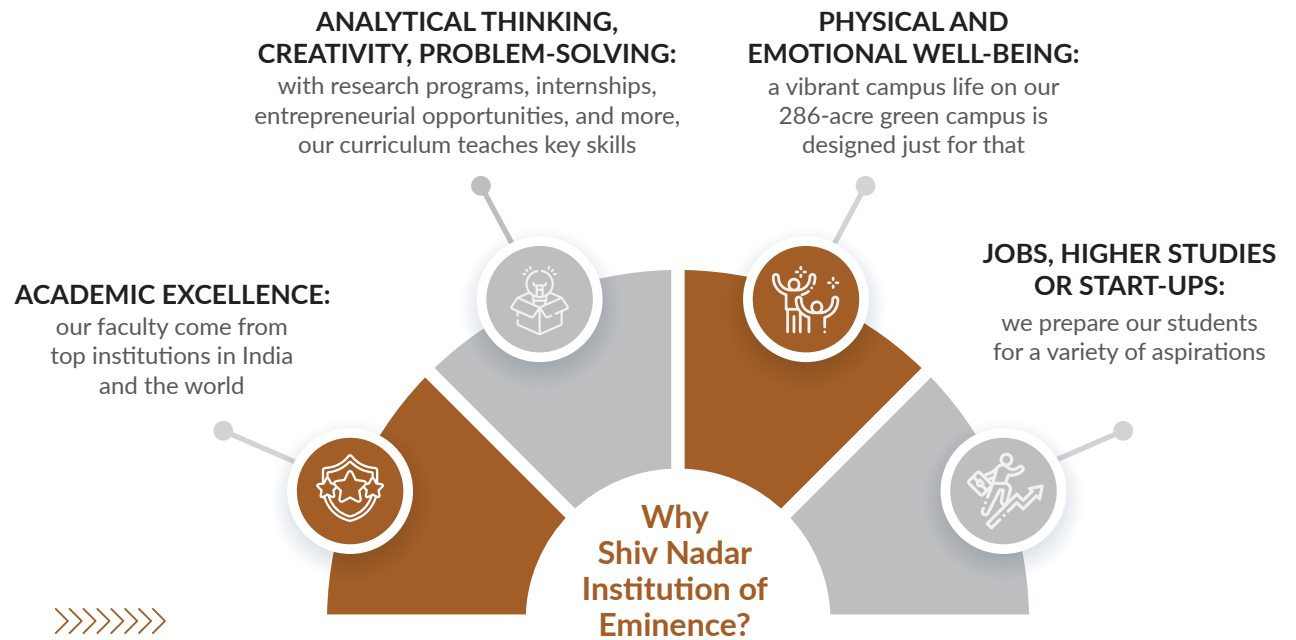 ANALYTICAL THINKING,
CREATIVITY, PROBLEM-SOLVING:
with research programs, internships,
entrepreneurial opportunities, and more,
our curriculum teaches key skills
PHYSICAL AND
EMOTIONAL WELL-BEING:
a vibrant campus life on our
286-acre green campus is
designed just for that
ACADEMIC EXCELLENCE:
our faculty come from
top institutions in India
and the world
JOBS, HIGHER STUDIES
OR START-UPS:
we prepare our students
for a variety of aspirations
Why
Shiv Nadar
Institution of
Eminence?